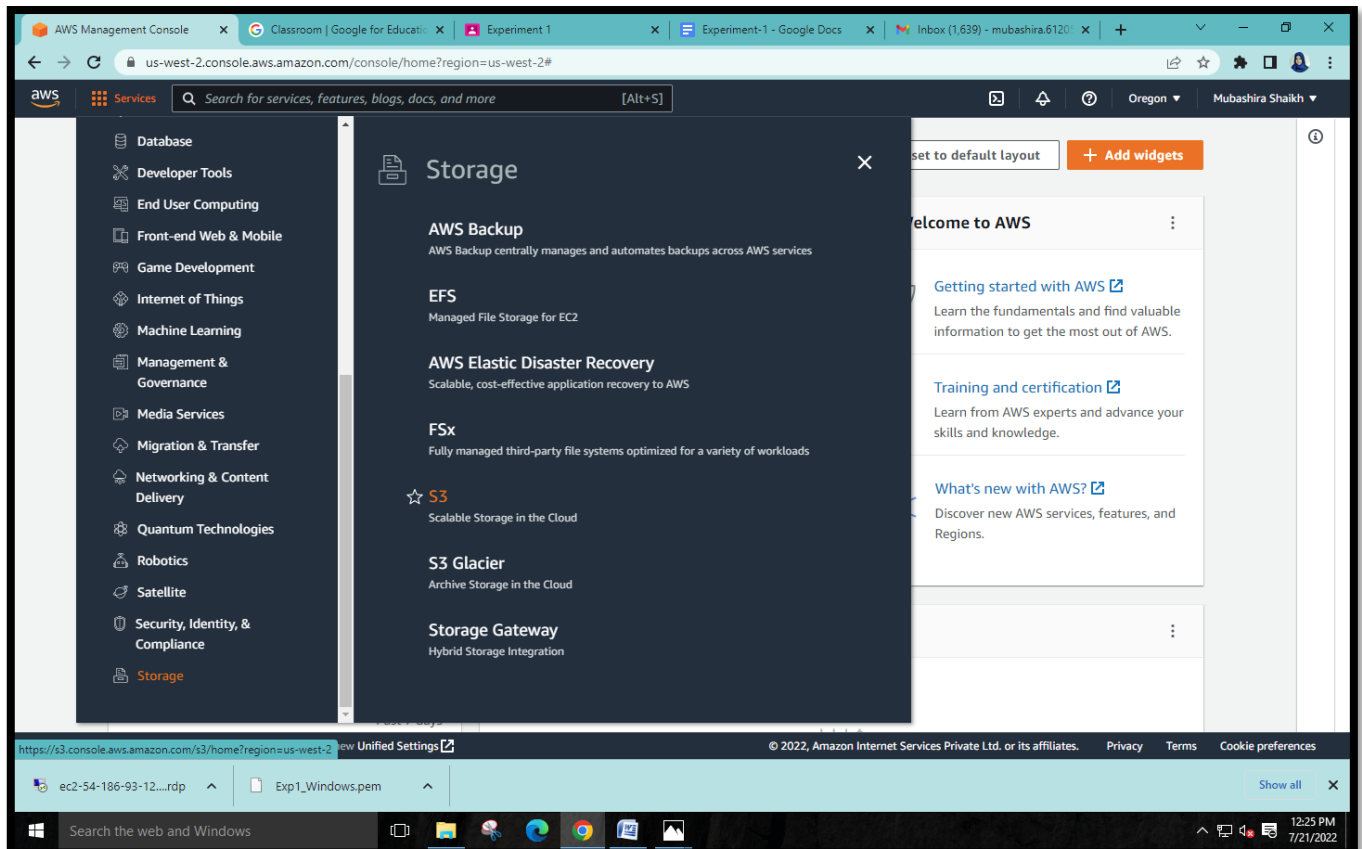 AWS Management Console
Classroom | Google for Educatio
Experiment 1
Experiment-1 - Google Docs
Inbox (1,639) - mubashira.6120
us-west-2.console.aws.amazon.com/console/home?region=us-west-2#
aws
Services
Search for services, features, blogs, docs, and more
[Alt+S]
Oregon ▼
Mubashira Shaikh ▼
Database
Developer Tools
End User Computing
Front-end Web & Mobile
Game Development
Internet of Things
Machine Learning
Management &
Governance
Media Services
Migration & Transfer
Networking & Content
Delivery
Quantum Technologies
Robotics
Satellite
Security, Identity, &
Compliance
Storage
Storage
AWS Backup
AWS Backup centrally manages and automates backups across AWS services
EFS
Managed File Storage for EC2
AWS Elastic Disaster Recovery
Scalable, cost-effective application recovery to AWS
FSx
Fully managed third-party file systems optimized for a variety of workloads
S3
Scalable Storage in the Cloud
S3 Glacier
Archive Storage in the Cloud
Storage Gateway
Hybrid Storage Integration
set to default layout
+ Add widgets
elcome to AWS
Getting started with AWS
Learn the fundamentals and find valuable
information to get the most out of AWS.
Training and certification
Learn from AWS experts and advance your
skills and knowledge.
What's new with AWS?
Discover new AWS services, features, and
Regions.
https://s3.console.aws.amazon.com/s3/home?region=us-west-2
ew Unified Settings
© 2022, Amazon Internet Services Private Ltd. or its affiliates.
Privacy
Terms
Cookie preferences
ec2-54-186-93-12....rdp
Exp1_Windows.pem
Show all
Search the web and Windows
12:25 PM
7/21/2022